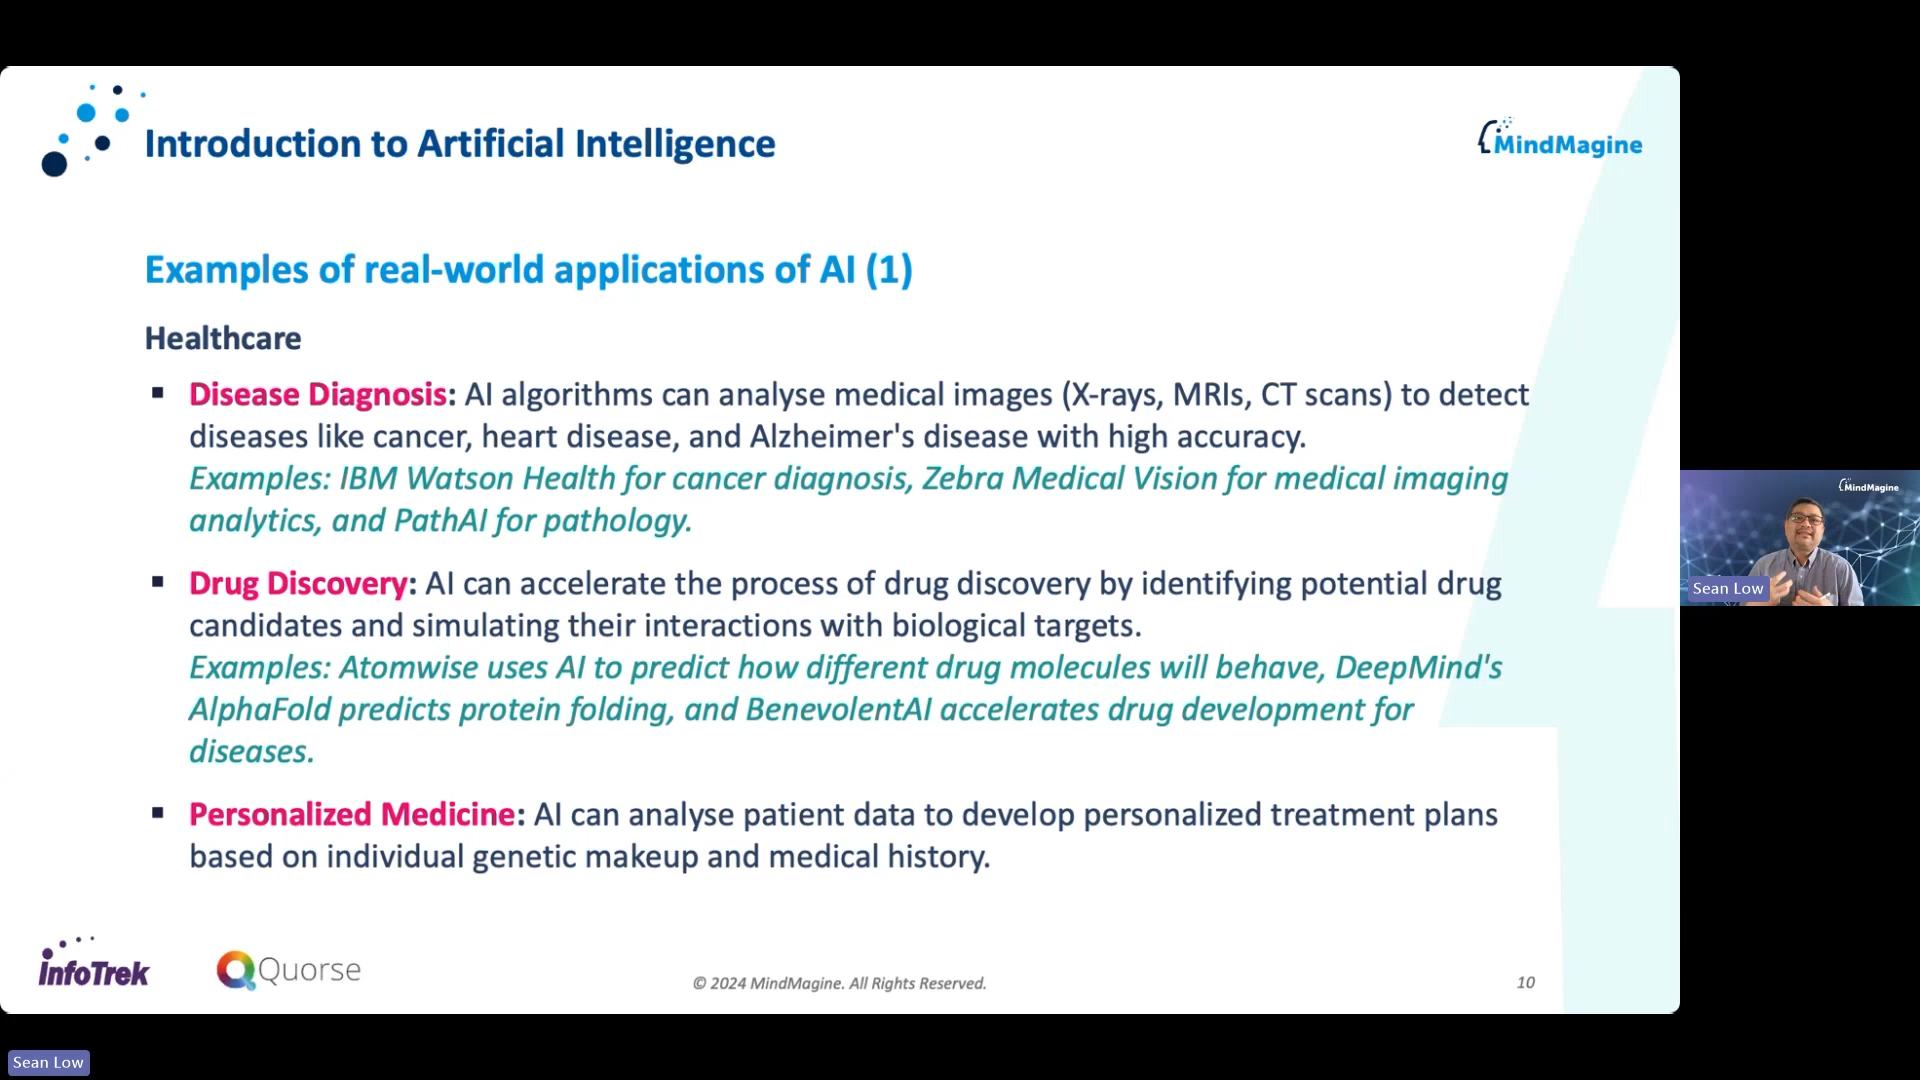 Introduction to Artificial Intelligence
MindMagine
Examples of real-world applications of AI (1)
Healthcare
▪ Disease Diagnosis: AI algorithms can analyse medical images (X-rays, MRIs, CT scans) to detect
diseases like cancer, heart disease, and Alzheimer's disease with high accuracy.
Examples: IBM Watson Health for cancer diagnosis, Zebra Medical Vision for medical imaging
analytics, and PathAI for pathology.
▪ Drug Discovery: AI can accelerate the process of drug discovery by identifying potential drug
candidates and simulating their interactions with biological targets.
Examples: Atomwise uses AI to predict how different drug molecules will behave, DeepMind's
AlphaFold predicts protein folding, and BenevolentAI accelerates drug development for
diseases.
▪ Personalized Medicine: AI can analyse patient data to develop personalized treatment plans
based on individual genetic makeup and medical history.
InfoTrek
Quorse
© 2024 MindMagine. All Rights Reserved.
10
MindMagine
Sean Low
Sean Low